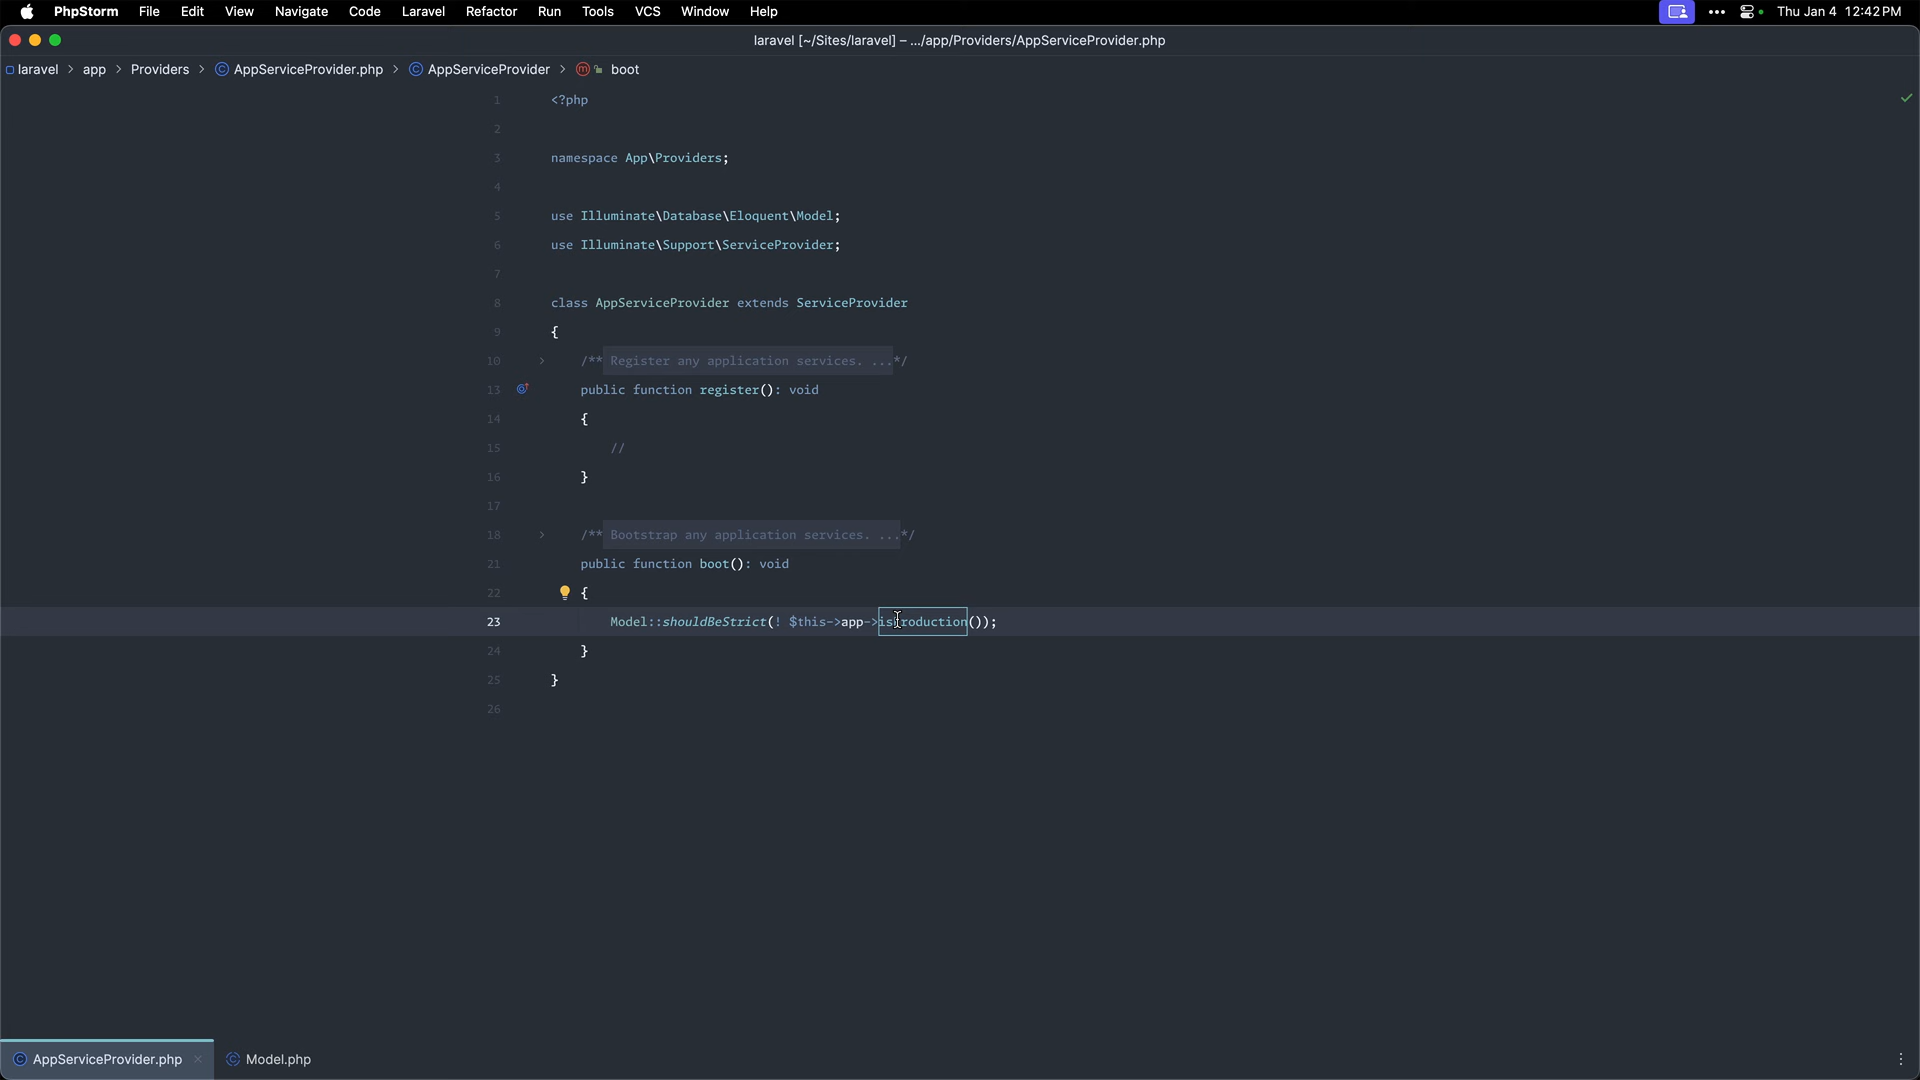 PhpStorm File Edit View Navigate Code Laravel Refactor Run Tools VCS Window Help Thu Jan 4 12:42 PM
laravel [~/Sites/laravel] – .../app/Providers/AppServiceProvider.php
laravel > app > Providers > AppServiceProvider.php > AppServiceProvider > boot
1 <?php
2
3 namespace App\Providers;
4
5 use Illuminate\Database\Eloquent\Model;
6 use Illuminate\Support\ServiceProvider;
7
8 class AppServiceProvider extends ServiceProvider
9 {
10 /** Register any application services. ...*/
13 public function register(): void
14 {
15 //
16 }
17
18 /** Bootstrap any application services. ...*/
21 public function boot(): void
22 {
23 Model::shouldBeStrict(! $this->app->isProduction());
24 }
25 }
26
AppServiceProvider.php × Model.php